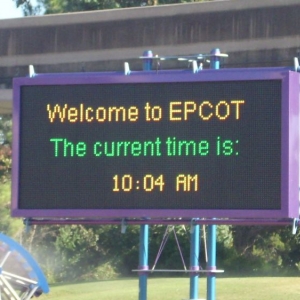 Welcome to EPCOT
The current time is:
10:04 AM